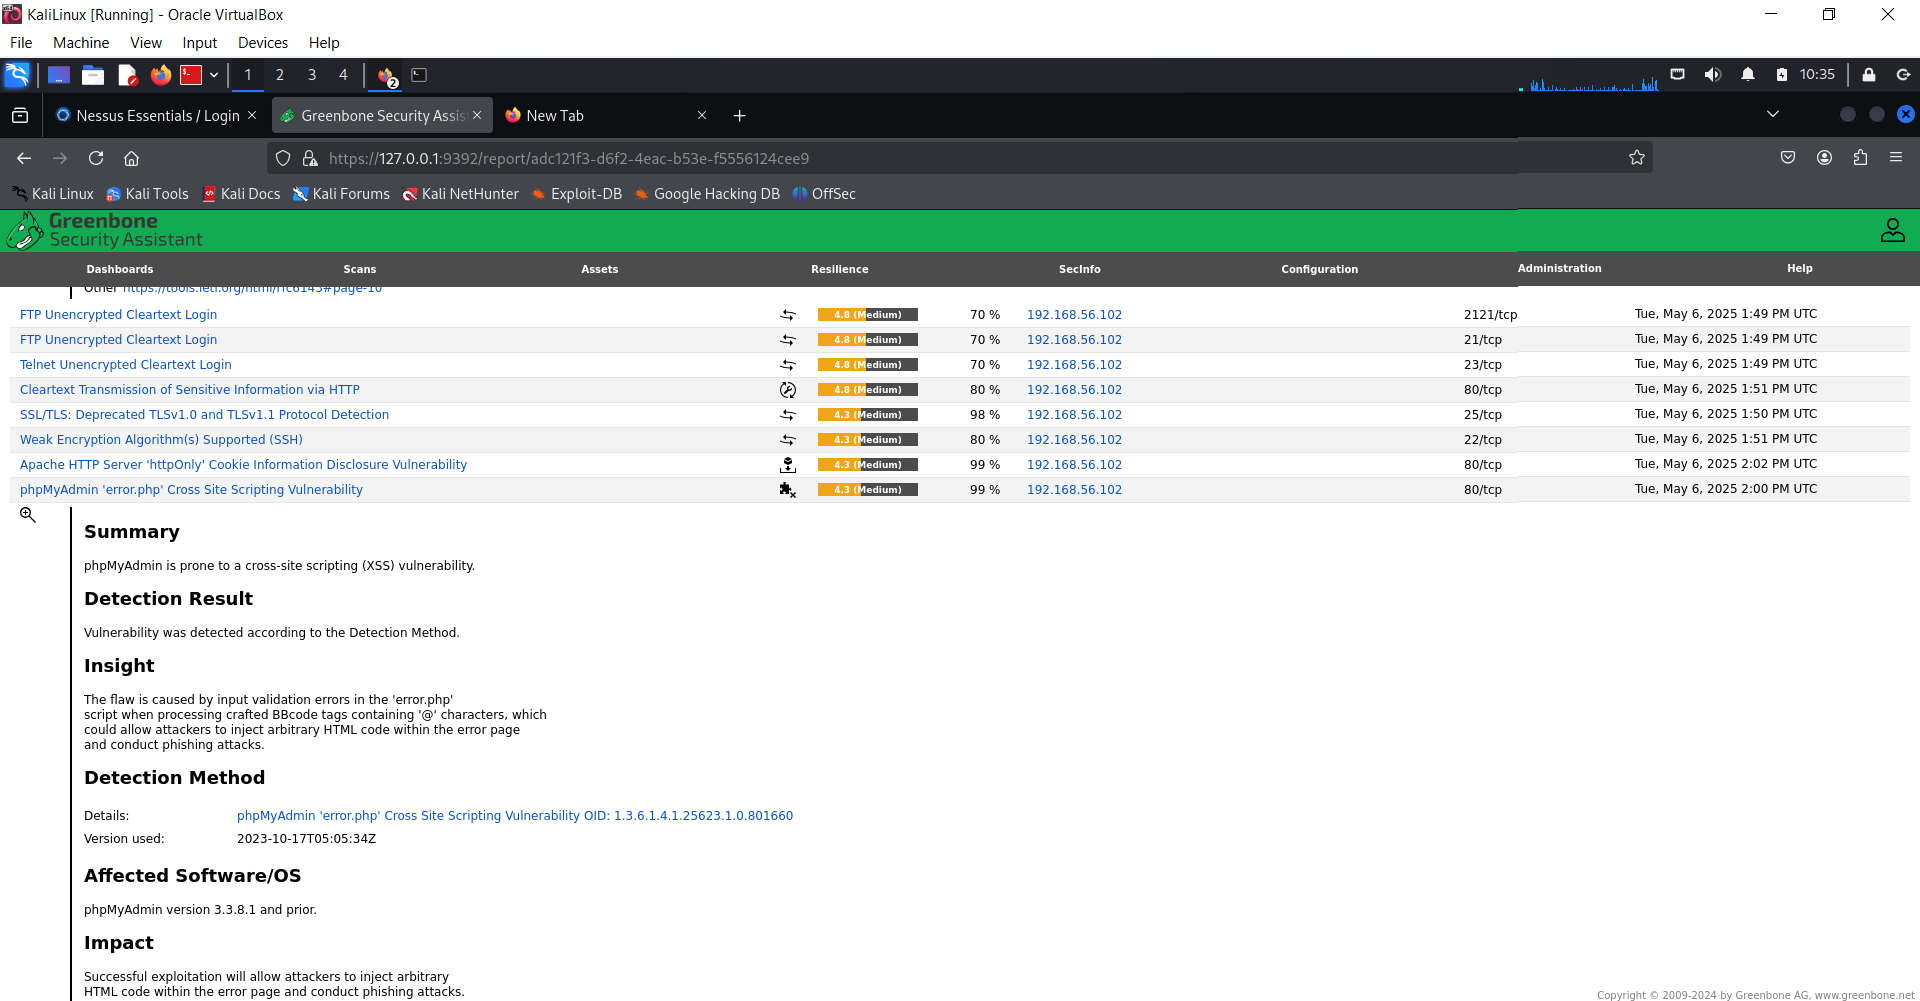 KaliLinux [Running] - Oracle VirtualBox
File Machine View Input Devices Help
1 2 3 4 2 10:35
Nessus Essentials / Login Greenbone Security Assis New Tab
https://127.0.0.1:9392/report/adc121f3-d6f2-4eac-b53e-f5556124cee9
Kali Linux Kali Tools Kali Docs Kali Forums Kali NetHunter Exploit-DB Google Hacking DB OffSec
Greenbone
Security Assistant
Dashboards Scans Assets Resilience SecInfo Configuration Administration Help
Other https://tools.ietf.org/html/rfc6143#page-10
FTP Unencrypted Cleartext Login 4.8 (Medium) 70 % 192.168.56.102 2121/tcp Tue, May 6, 2025 1:49 PM UTC
FTP Unencrypted Cleartext Login 4.8 (Medium) 70 % 192.168.56.102 21/tcp Tue, May 6, 2025 1:49 PM UTC
Telnet Unencrypted Cleartext Login 4.8 (Medium) 70 % 192.168.56.102 23/tcp Tue, May 6, 2025 1:49 PM UTC
Cleartext Transmission of Sensitive Information via HTTP 4.8 (Medium) 80 % 192.168.56.102 80/tcp Tue, May 6, 2025 1:51 PM UTC
SSL/TLS: Deprecated TLSv1.0 and TLSv1.1 Protocol Detection 4.3 (Medium) 98 % 192.168.56.102 25/tcp Tue, May 6, 2025 1:50 PM UTC
Weak Encryption Algorithm(s) Supported (SSH) 4.3 (Medium) 80 % 192.168.56.102 22/tcp Tue, May 6, 2025 1:51 PM UTC
Apache HTTP Server 'httpOnly' Cookie Information Disclosure Vulnerability 4.3 (Medium) 99 % 192.168.56.102 80/tcp Tue, May 6, 2025 2:02 PM UTC
phpMyAdmin 'error.php' Cross Site Scripting Vulnerability 4.3 (Medium) 99 % 192.168.56.102 80/tcp Tue, May 6, 2025 2:00 PM UTC
Summary
phpMyAdmin is prone to a cross-site scripting (XSS) vulnerability.
Detection Result
Vulnerability was detected according to the Detection Method.
Insight
The flaw is caused by input validation errors in the 'error.php'
script when processing crafted BBcode tags containing '@' characters, which
could allow attackers to inject arbitrary HTML code within the error page
and conduct phishing attacks.
Detection Method
Details: phpMyAdmin 'error.php' Cross Site Scripting Vulnerability OID: 1.3.6.1.4.1.25623.1.0.801660
Version used: 2023-10-17T05:05:34Z
Affected Software/OS
phpMyAdmin version 3.3.8.1 and prior.
Impact
Successful exploitation will allow attackers to inject arbitrary
HTML code within the error page and conduct phishing attacks.
Copyright © 2009-2024 by Greenbone AG, www.greenbone.net